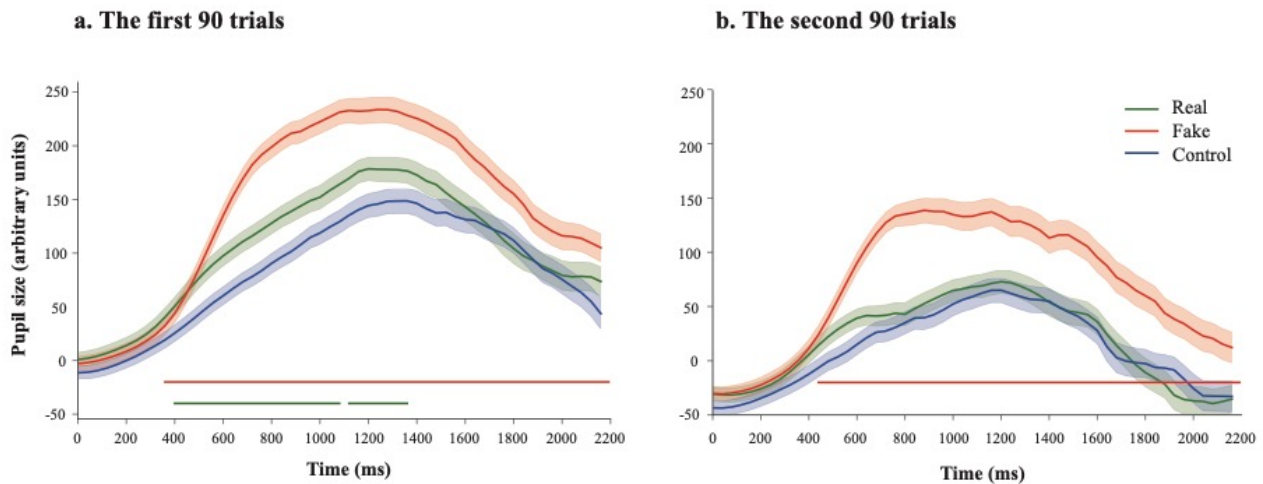 a. The first 90 trials
b. The second 90 trials
Pupil size (arbitrary units)
250
200
150
100
50
0
-50
0 200 400 600 800 1000 1200 1400 1600 1800 2000 2200
Time (ms)
250
200
150
100
50
0
-50
0 200 400 600 800 1000 1200 1400 1600 1800 2000 2200
Time (ms)
Real
Fake
Control